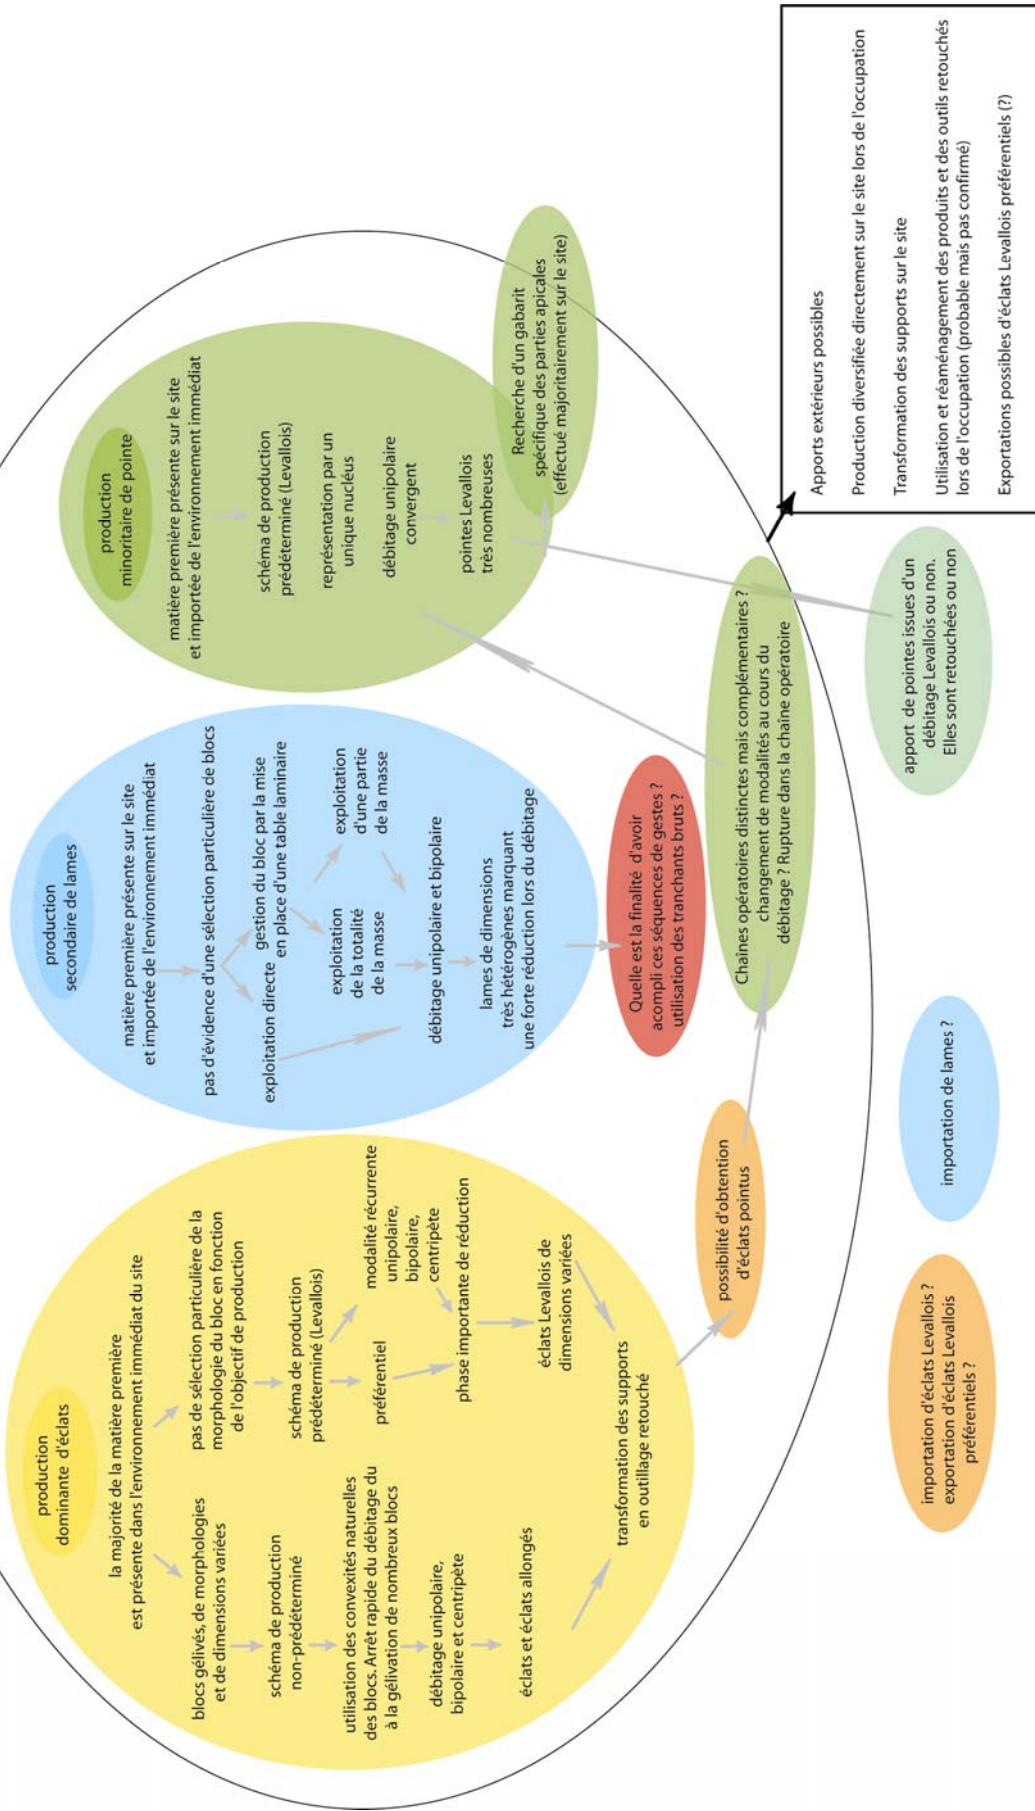 production
dominante d'éclats
la majorité de la matière première
est présente dans l'environnement immédiat du site
blocs gélivés, de morphologies
et de dimensions variées
schéma de production
non-prédéterminé
utilisation des convexités naturelles
des blocs. Arrêt rapide du débitage du
à la gélivation de nombreux blocs
débitage unipolaire,
bipolaire et centripète
éclats et éclats allongés
pas de sélection particulière de la
morphologie du bloc en fonction
de l'objectif de production
schéma de production
prédéterminé (Levallois)
préférentiel
modalité récurrente
unipolaire,
bipolaire,
centripète
phase importante de réduction
éclats Levallois de
dimensions variées
transformation des supports
en outillage retouché
possibilité d'obtention
d'éclats pointus
production
secondaire de lames
matière première présente sur le site
et importée de l'environnement immédiat
pas d'évidence d'une sélection particulière de blocs
exploitation directe
gestion du bloc par la mise
en place d'une table laminaire
exploitation
de la totalité
de la masse
exploitation
d'une partie
de la masse
débitage unipolaire et bipolaire
lames de dimensions
très hétérogènes marquant
une forte réduction lors du débitage
Quelle est la finalité d'avoir
acompli ces séquences de gestes ?
utilisation des tranchants bruts ?
production
minoritaire de pointe
matière première présente sur le site
et importée de l'environnement immédiat
schéma de production
prédéterminé (Levallois)
représentation par un
unique nucléus
débitage unipolaire
convergent
pointes Levallois
très nombreuses
Recherche d'un gabarit
spécifique des parties apicales
(effectué majoritairement sur le site)
Chaînes opératoires distinctes mais complémentaires ?
changement de modalités au cours du
débitage ? Rupture dans la chaîne opératoire
importation d'éclats Levallois ?
exportation d'éclats Levallois
préférentiels ?
importation de lames ?
apport de pointes issues d'un
débitage Levallois ou non.
Elles sont retouchées ou non
Apports extérieurs possibles
Production diversifiée directement sur le site lors de l'occupation
Transformation des supports sur le site
Utilisation et réaménagement des produits et des outils retouchés
lors de l'occupation (probable mais pas confirmé)
Exportations possibles d'éclats Levallois préférentiels (?)